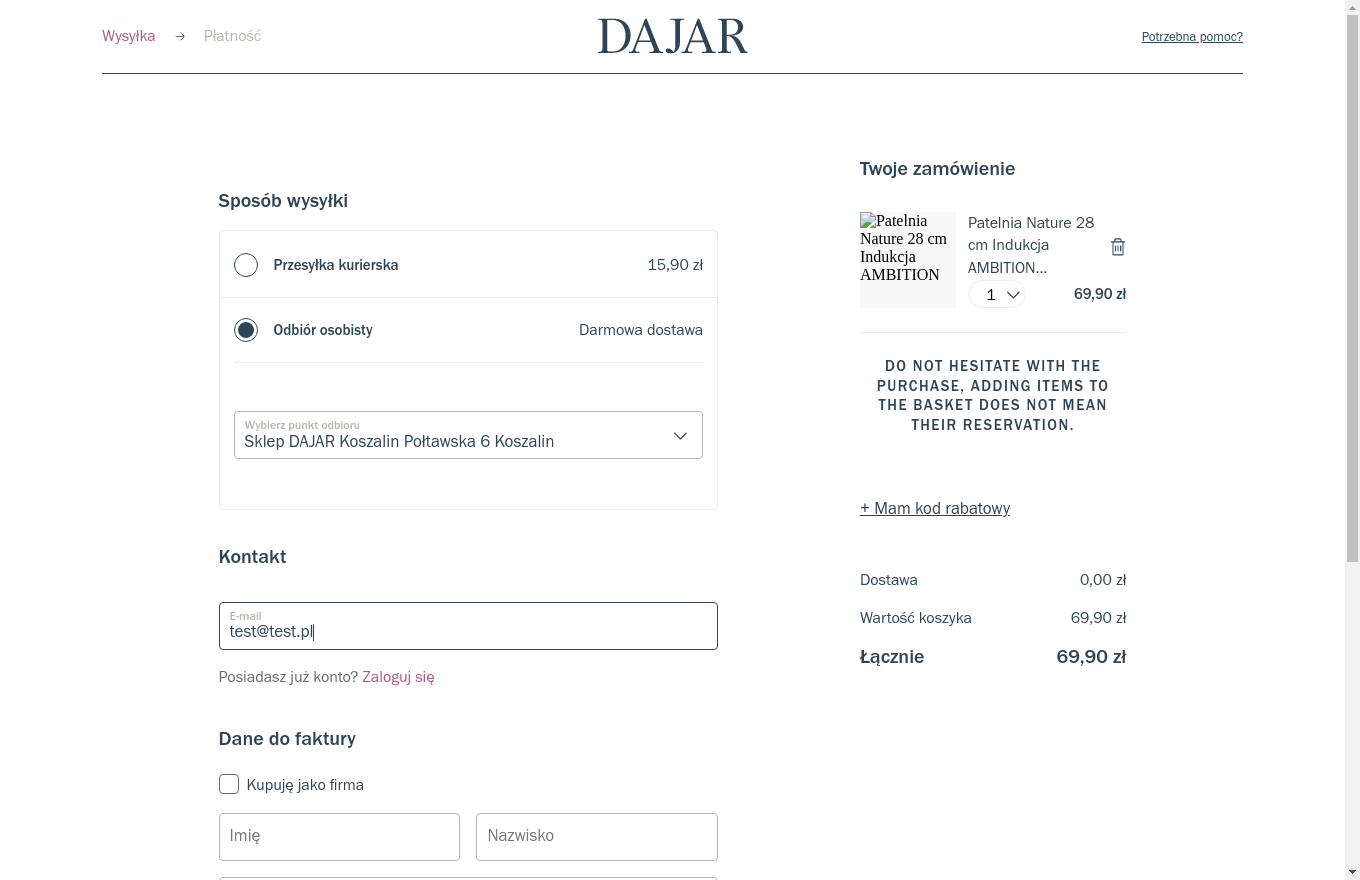 Wysyłka → Płatność
DAJAR
Potrzebna pomoc?
Sposób wysyłki
Przesyłka kurierska 15,90 zł
Odbiór osobisty Darmowa dostawa
Wybierz punkt odbioru
Sklep DAJAR Koszalin Połtawska 6 Koszalin
Kontakt
E-mail
test@test.pl
Posiadasz już konto? Zaloguj się
Dane do faktury
Kupuję jako firma
Imię
Nazwisko
Twoje zamówienie
Patelnia
Nature 28 cm
Indukcja
AMBITION
Patelnia Nature 28
cm Indukcja
AMBITION...
1
69,90 zł
DO NOT HESITATE WITH THE
PURCHASE, ADDING ITEMS TO
THE BASKET DOES NOT MEAN
THEIR RESERVATION.
+ Mam kod rabatowy
Dostawa 0,00 zł
Wartość koszyka 69,90 zł
Łącznie 69,90 zł